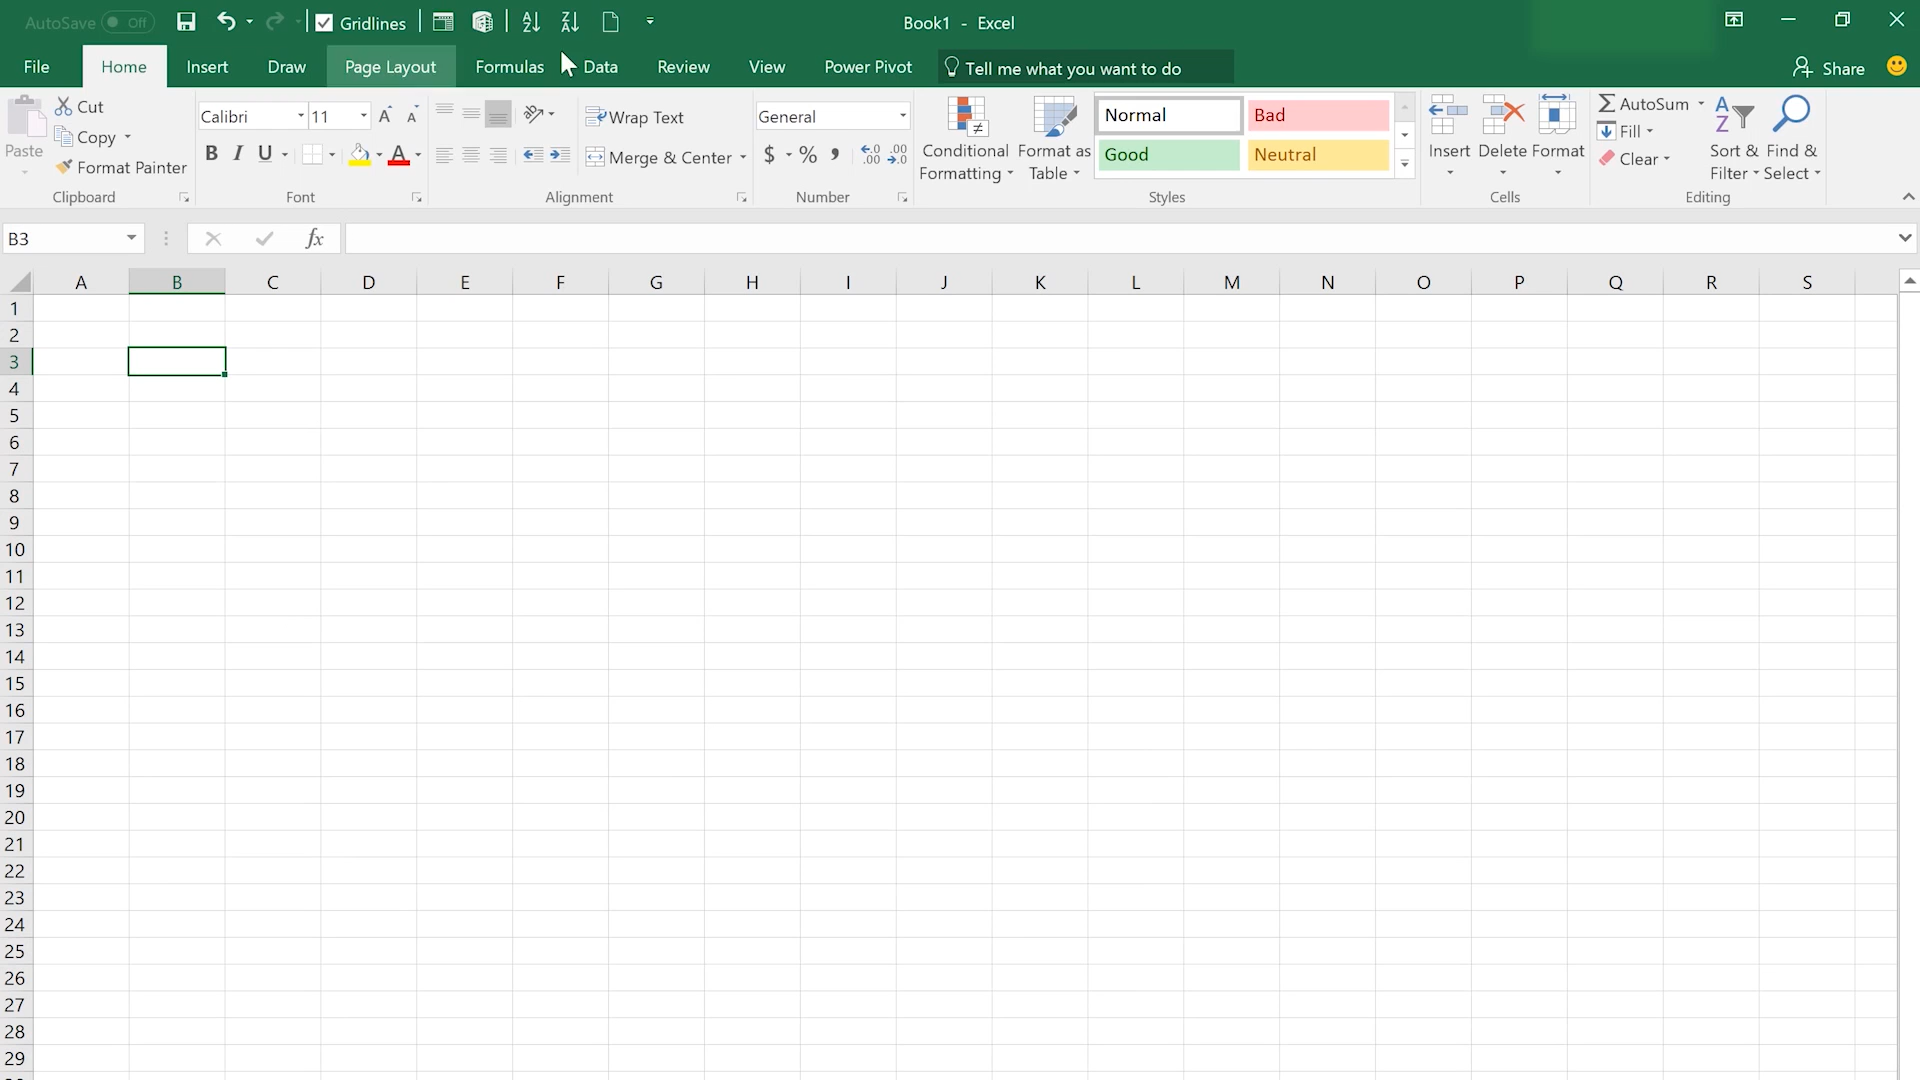 AutoSave Off Gridlines Book1 - Excel
File Home Insert Draw Page Layout Formulas Data Review View Power Pivot Tell me what you want to do Share
Paste
Cut
Copy
Format Painter
Clipboard
Calibri 11
B I U A
Font
Wrap Text
Merge & Center
Alignment
General
$ % , .00 .00
Number
Conditional Formatting
Format as Table
Normal Bad
Good Neutral
Styles
Insert Delete Format
Cells
AutoSum
Fill
Clear
Sort & Filter
Find & Select
Editing
B3 fx
A B C D E F G H I J K L M N O P Q R S
1
2
3
4
5
6
7
8
9
10
11
12
13
14
15
16
17
18
19
20
21
22
23
24
25
26
27
28
29